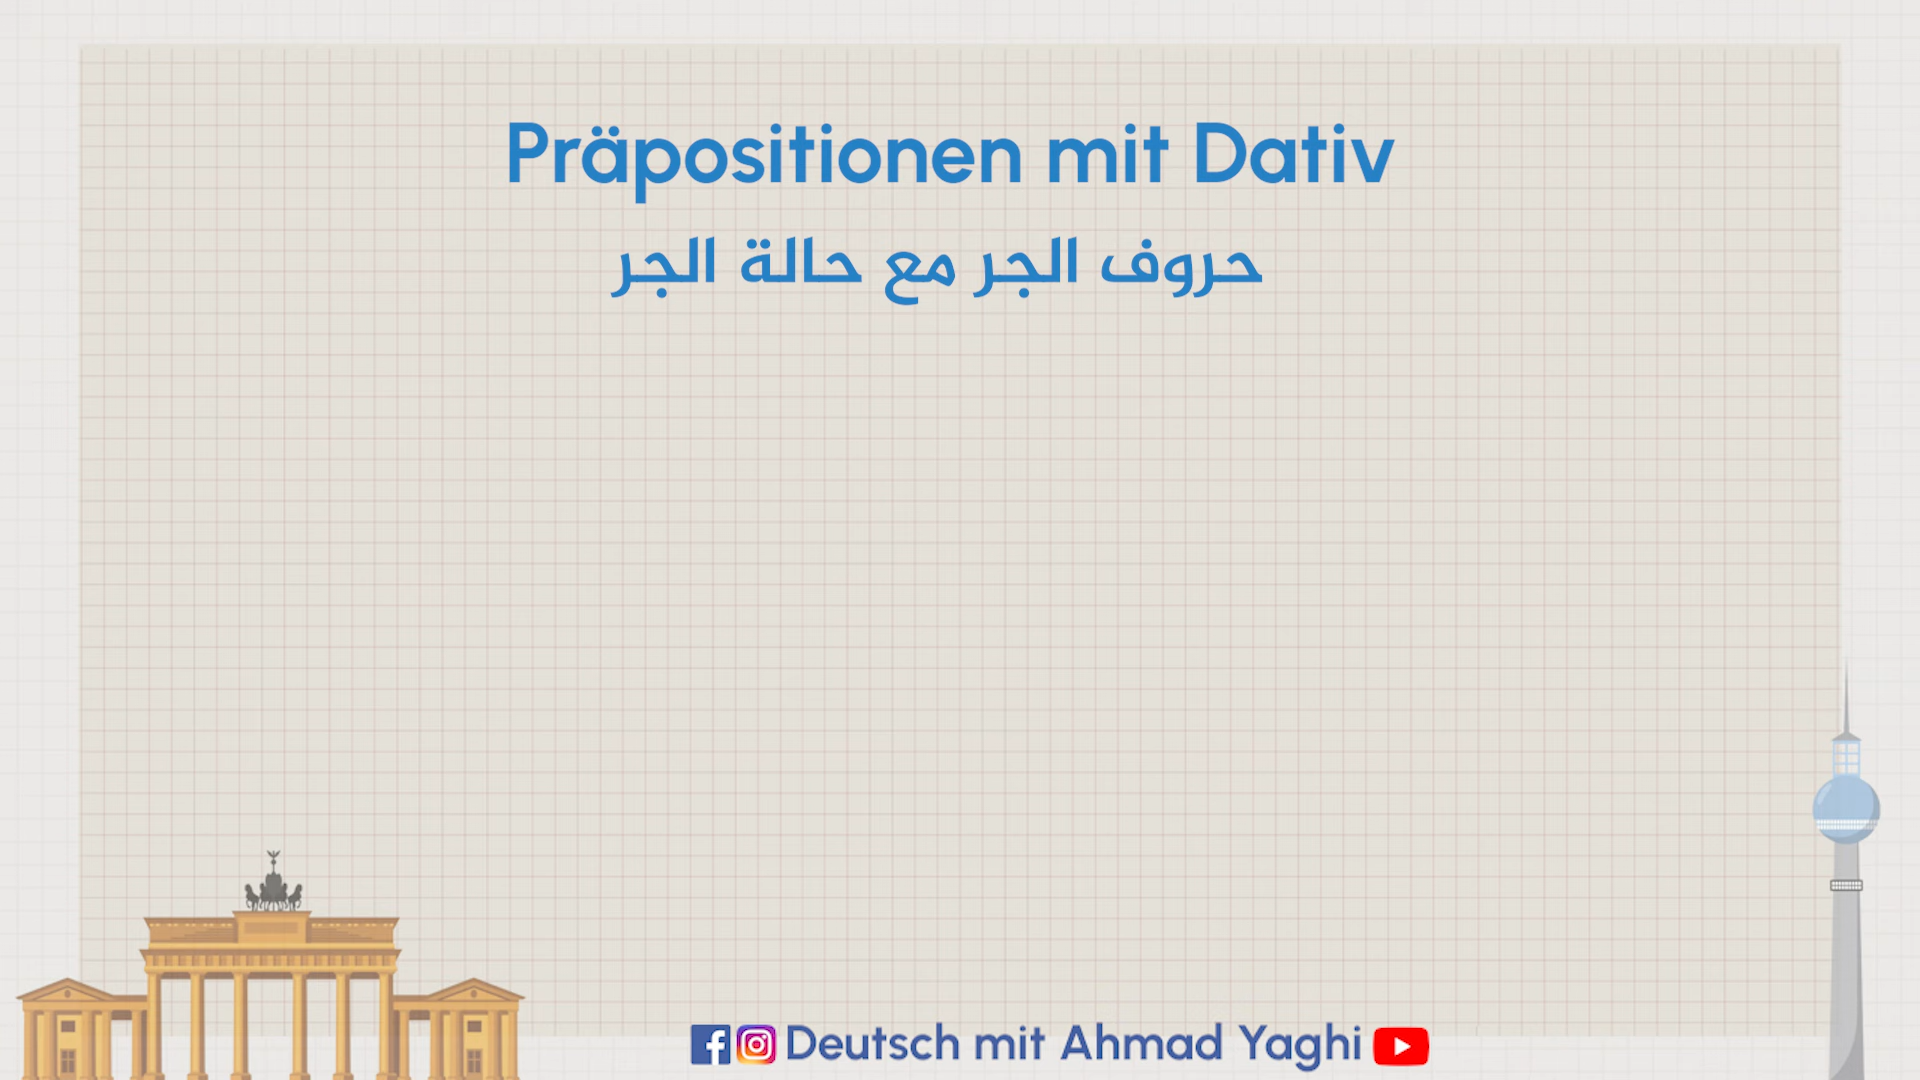 Präpositionen mit Dativ
حروف الجر مع حالة الجر
Deutsch mit Ahmad Yaghi